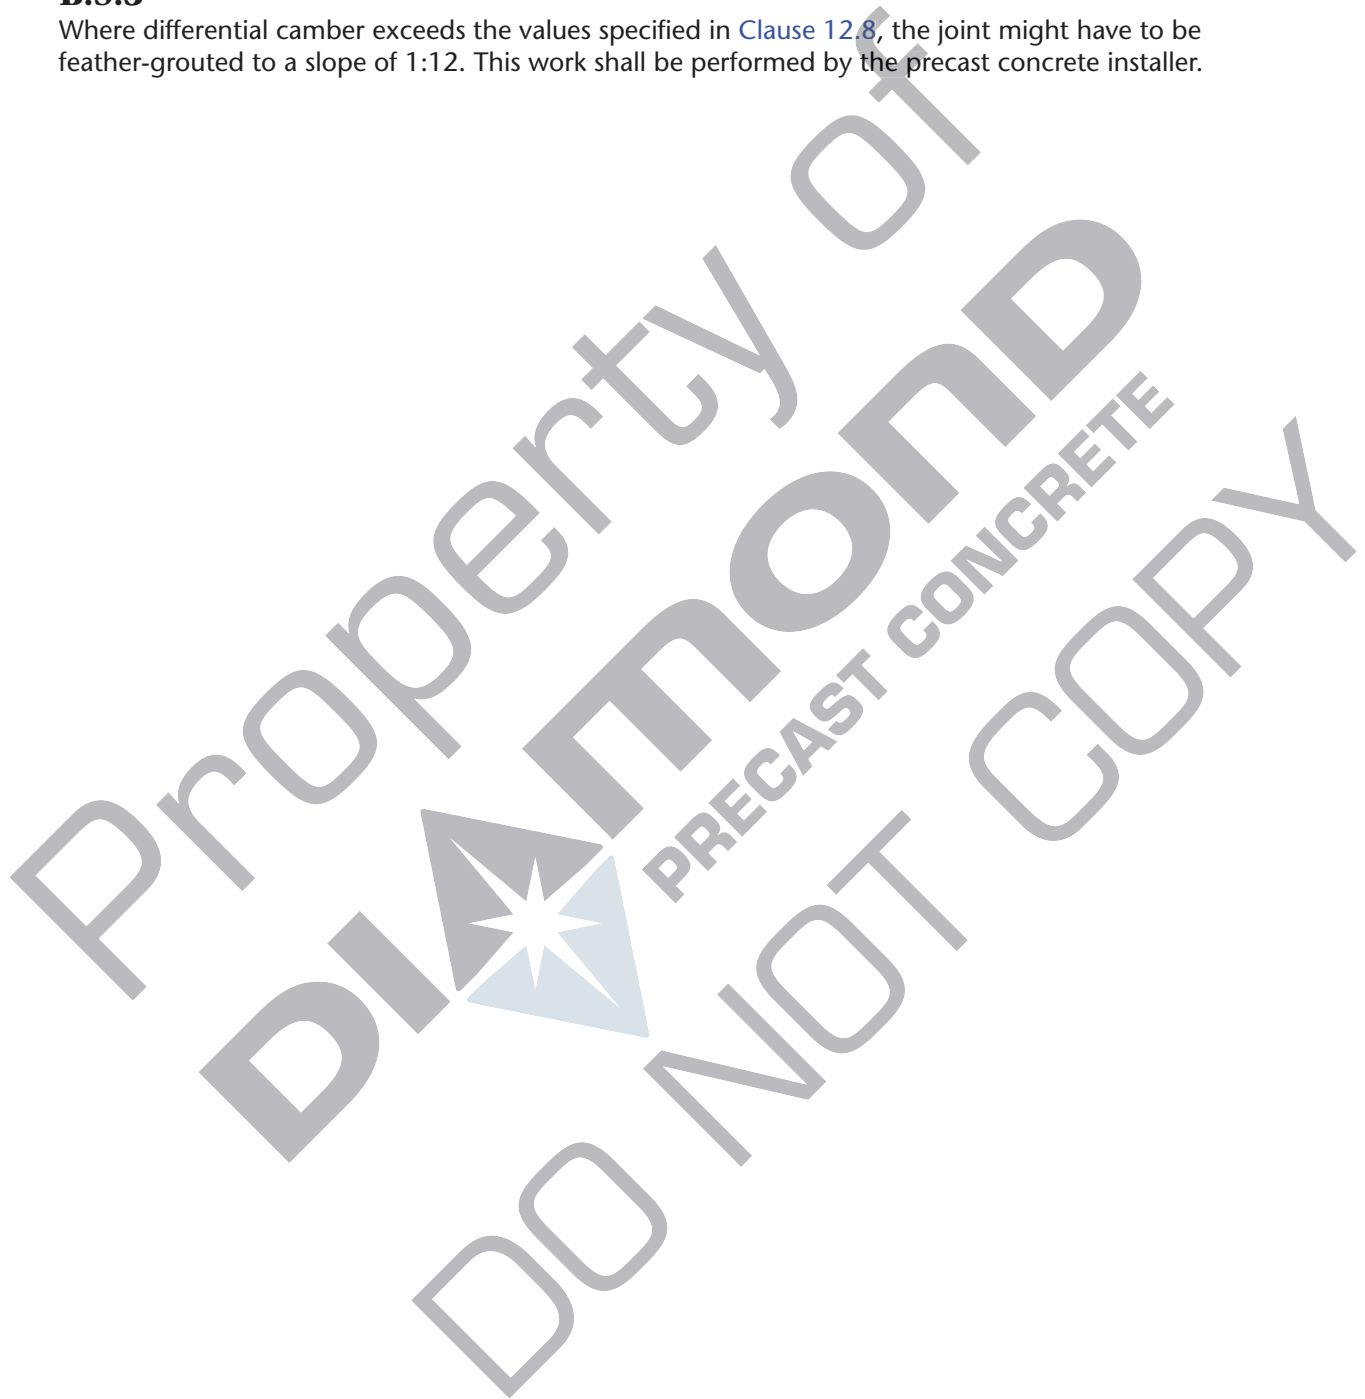 Where differential camber exceeds the values specified in Clause 12.8, the joint might have to be
feather-grouted to a slope of 1:12. This work shall be performed by the precast concrete installer.
Property of
DIAMOND
PRECAST CONCRETE
DO NOT COPY